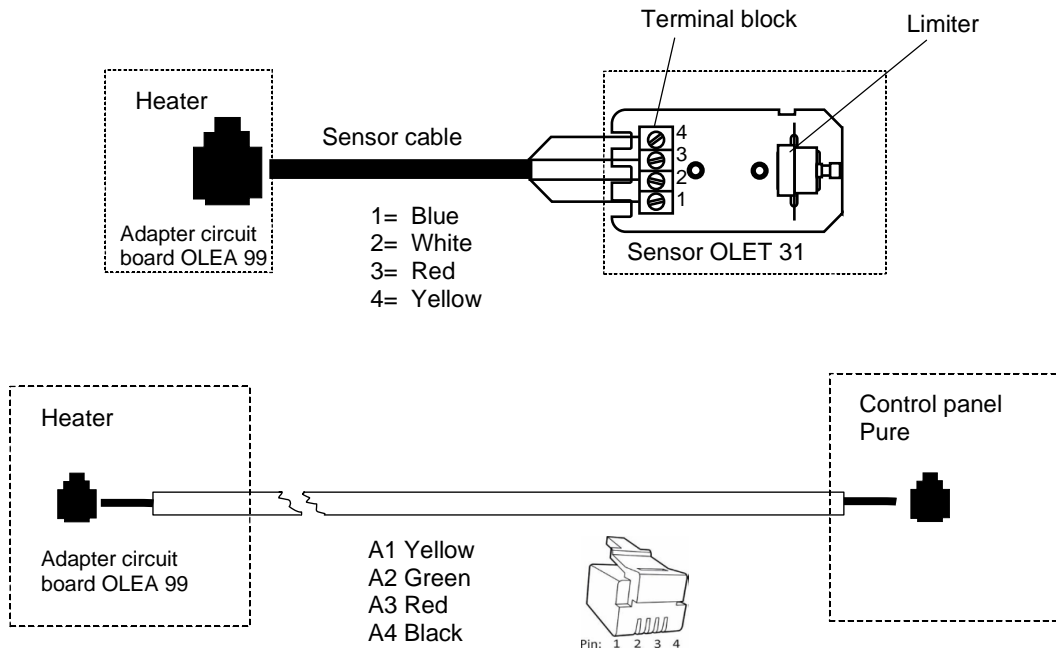 Terminal block
Limiter
Heater
Sensor cable
4
3
2
1
1= Blue
2= White
3= Red
4= Yellow
Adapter circuit
board OLEA 99
Sensor OLET 31
Heater
Control panel
Pure
Adapter circuit
board OLEA 99
A1 Yellow
A2 Green
A3 Red
A4 Black
Pin: 1 2 3 4